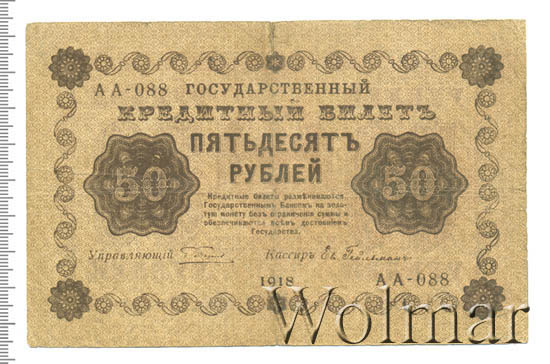 АА-088 ГОСУДАРСТВЕННЫЙ
КРЕДИТНЫЙ БИЛЕТЪ
ПЯТЬДЕСЯТЪ
РУБЛЕЙ
50 50
Кредитные билеты размѣниваются
Государственнымъ Банкомъ на золо-
тую монету безъ ограниченія суммы и
обезпечиваются всѣмъ достояніемъ
Государства.
Управляющій Кассиръ
1918 АА-088
Wolmar